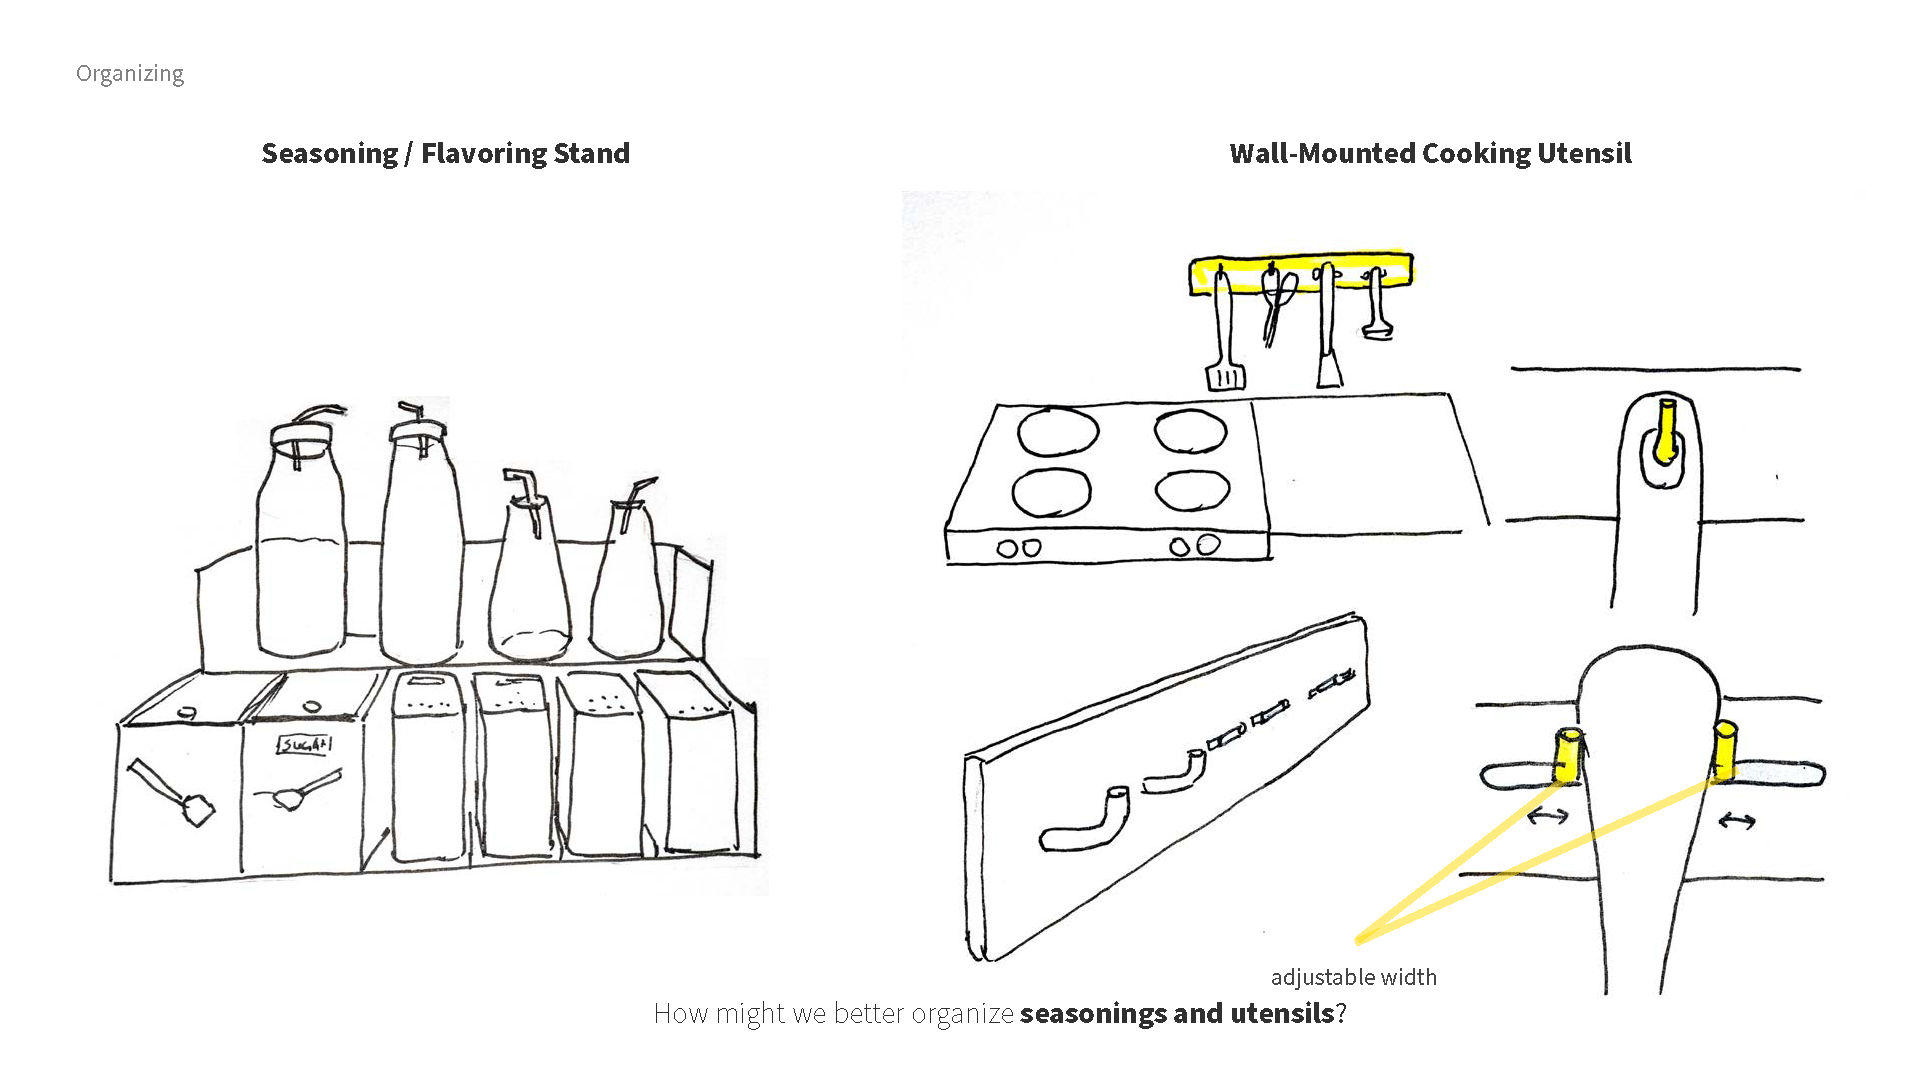 Organizing
Seasoning / Flavoring Stand
Wall-Mounted Cooking Utensil
SUGAR
adjustable width
How might we better organize seasonings and utensils?